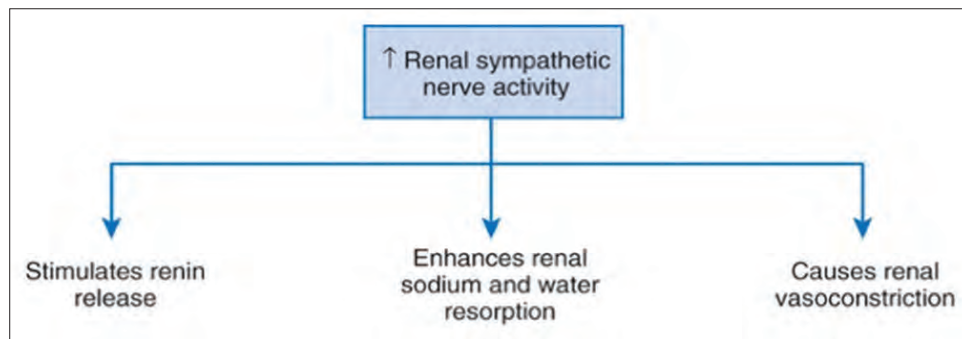 ↑ Renal sympathetic
nerve activity
Stimulates renin
release
Enhances renal
sodium and water
resorption
Causes renal
vasoconstriction